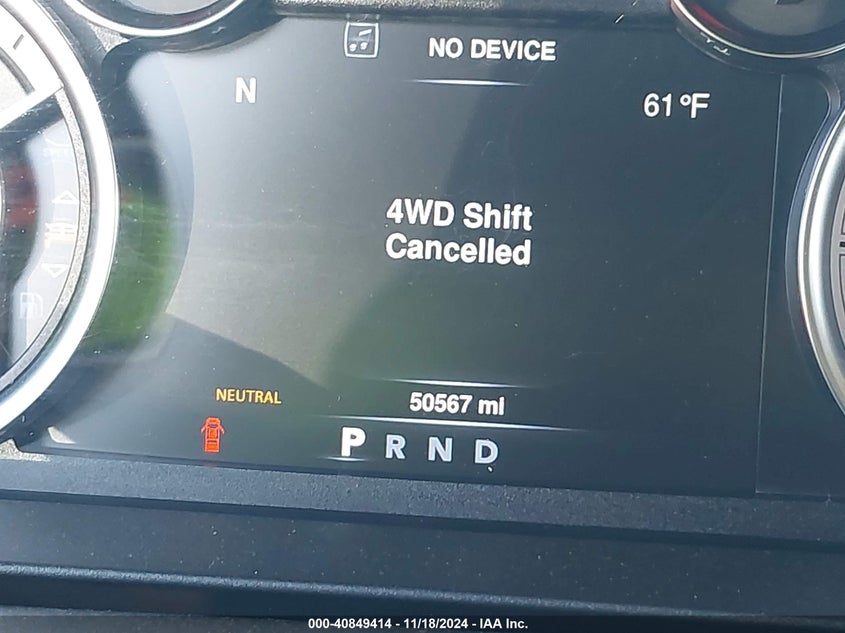 NO DEVICE
N
61°F
4WD Shift
Cancelled
NEUTRAL
50567 mi
P R N D
000-40849414 - 11/18/2024 - IAA Inc.